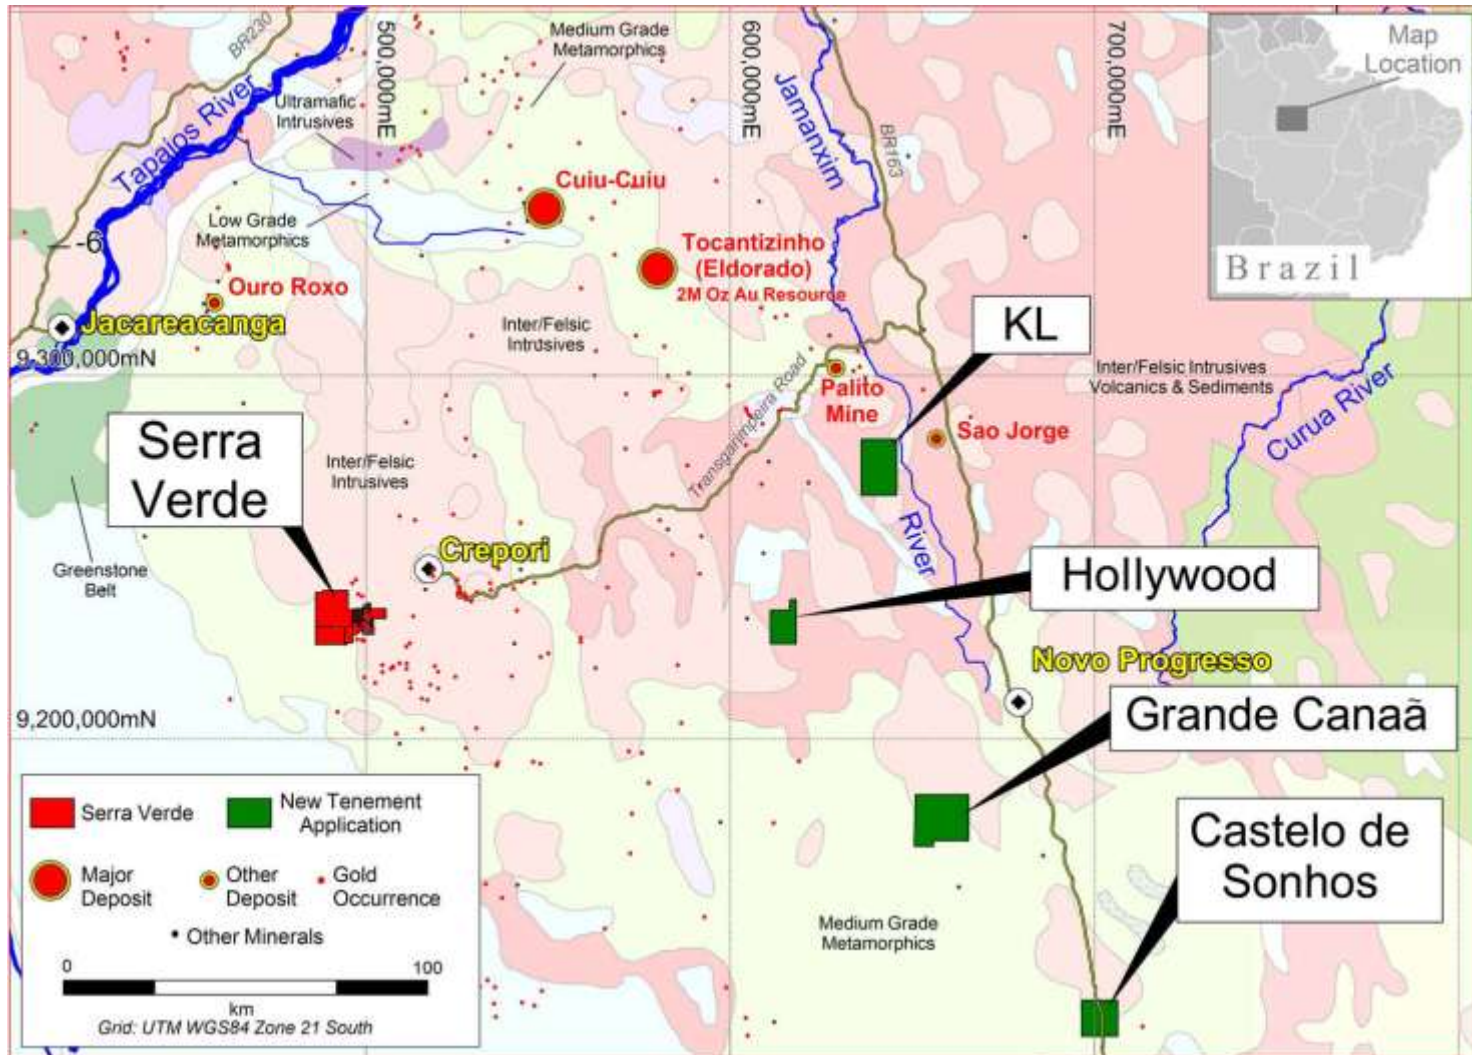 BR230
Tapajos River
500,000mE
Medium Grade
Metamorphics
600,000mE
Jamanxim
BR163
700,000mE
Map
Location
Brazil
Ultramafic
Intrusives
Cuiu-Cuiu
Low Grade
Metamorphics
-6
Tocantizinho
(Eldorado)
2M Oz Au Resource
Ouro Roxo
Jacareacanga
Inter/Felsic
Intrusives
KL
9,300,000mN
Transgarimpeira Road
Palito
Mine
Inter/Felsic Intrusives
Volcanics & Sediments
Curua River
Sao Jorge
Serra
Verde
Inter/Felsic
Intrusives
River
Crepori
Greenstone
Belt
Hollywood
Novo Progresso
Grande Canaã
9,200,000mN
Castelo de
Sonhos
Medium Grade
Metamorphics
Serra Verde
New Tenement
Application
Major
Deposit
Other
Deposit
Gold
Occurrence
Other Minerals
0
100
km
Grid: UTM WGS84 Zone 21 South